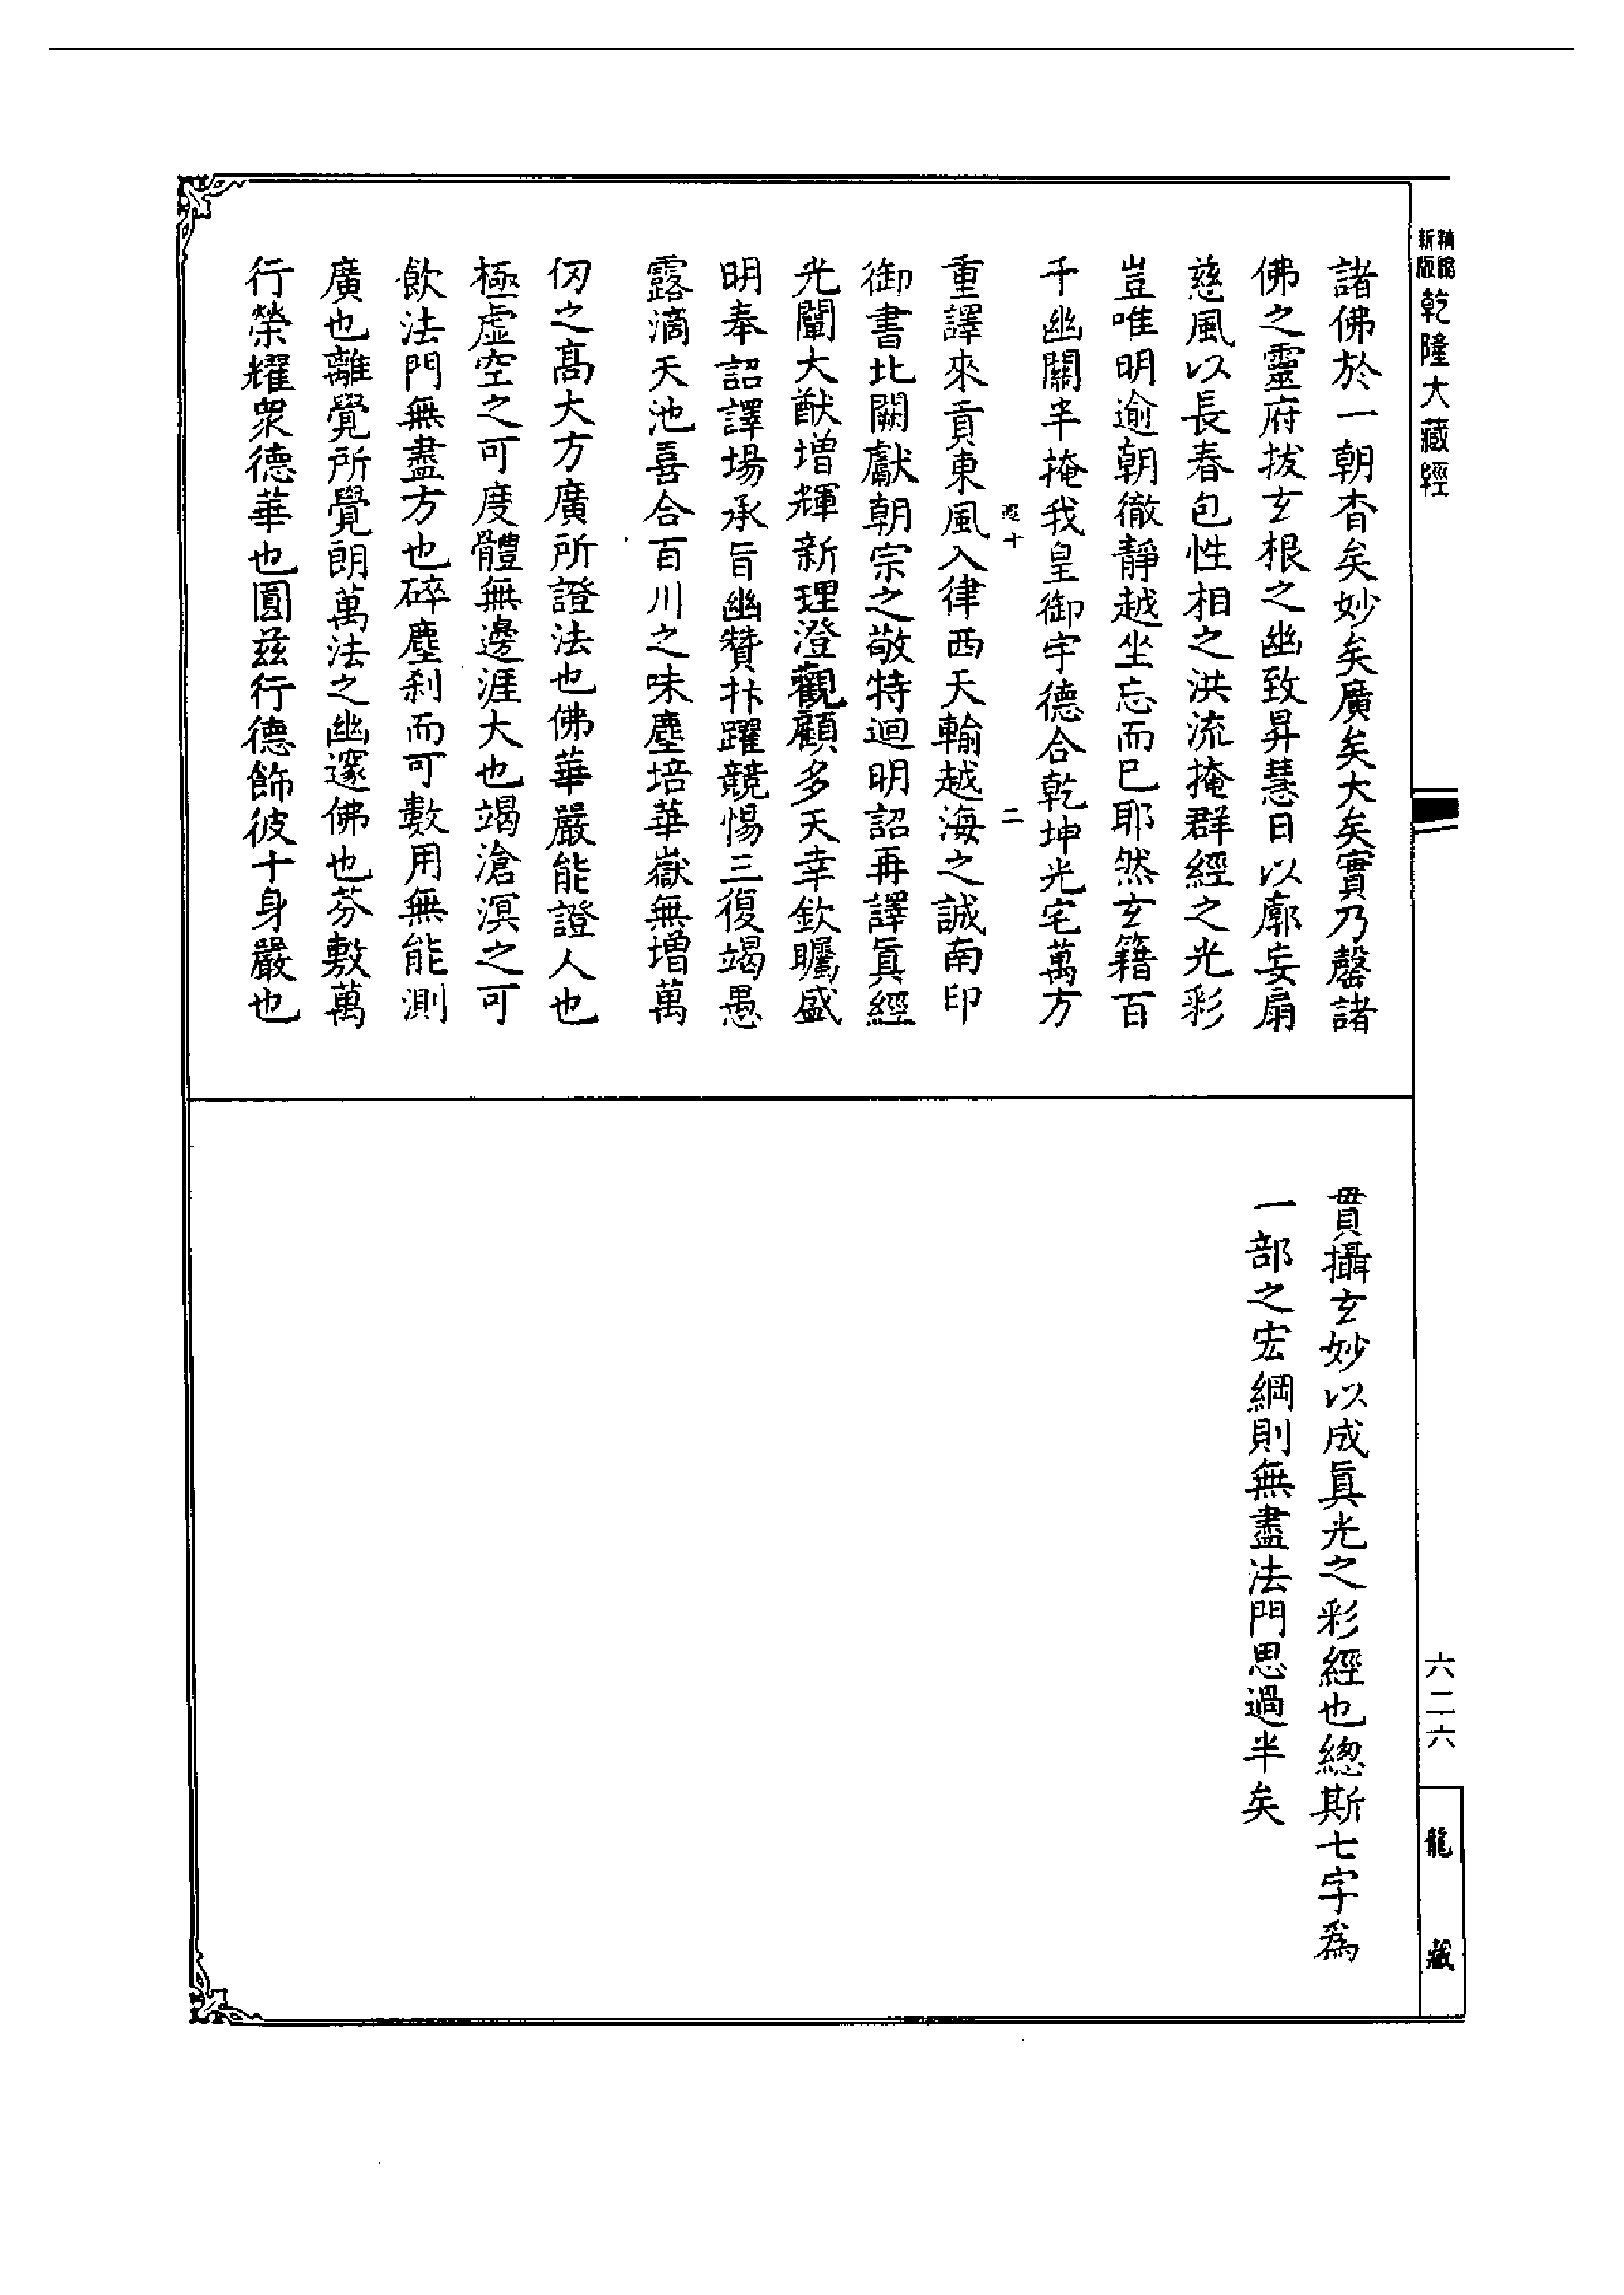 新版
精縮
乾隆大藏經
諸佛於一朝杳矣妙矣廣矣大矣實乃罄諸
佛之靈府拔玄根之幽致昇慧日以廓妄扇
慈風以長春包性相之洪流掩群經之光彩
豈唯明逾朝徹靜越坐忘而已耶然玄籍百
千幽關半掩我皇御宇德合乾坤光宅萬方
二
重譯來貢東風入律西天輸越海之誠南印
御書北闕獻朝宗之敬特迴明詔再譯眞經
光闡大猷增輝新理澄觀顧多天幸欽矚盛
明奉詔譯場承旨幽贊抃躍兢惕三復竭愚
露滴天池喜合百川之味塵培華嶽無增萬
仞之高大方廣所證法也佛華嚴能證人也
極虛空之可度體無邊涯大也竭滄溟之可
飲法門無盡方也碎塵刹而可數用無能測
廣也離覺所覺朗萬法之幽邃佛也芬敷萬
行榮耀衆德華也圓兹行德飾彼十身嚴也
貫攝玄妙以成眞光之彩經也緫斯七字爲
一部之宏綱則無盡法門思過半矣
六二六
龍藏